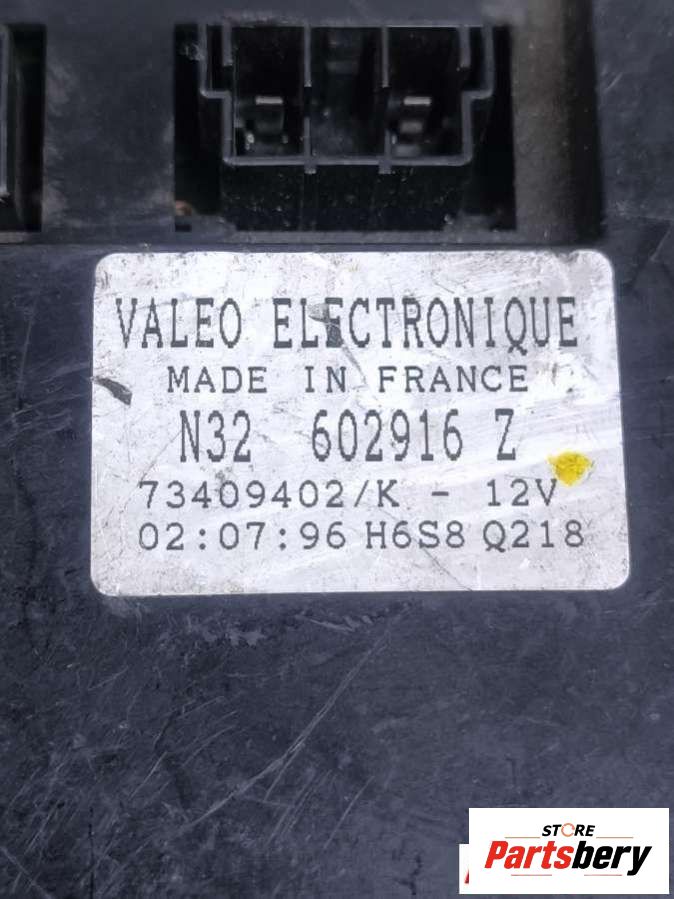 VALEO ELECTRONIQUE
MADE IN FRANCE
N32 602916 Z
73409402/K - 12V
02:07:96 H6S8 Q218
STORE
Partsbery